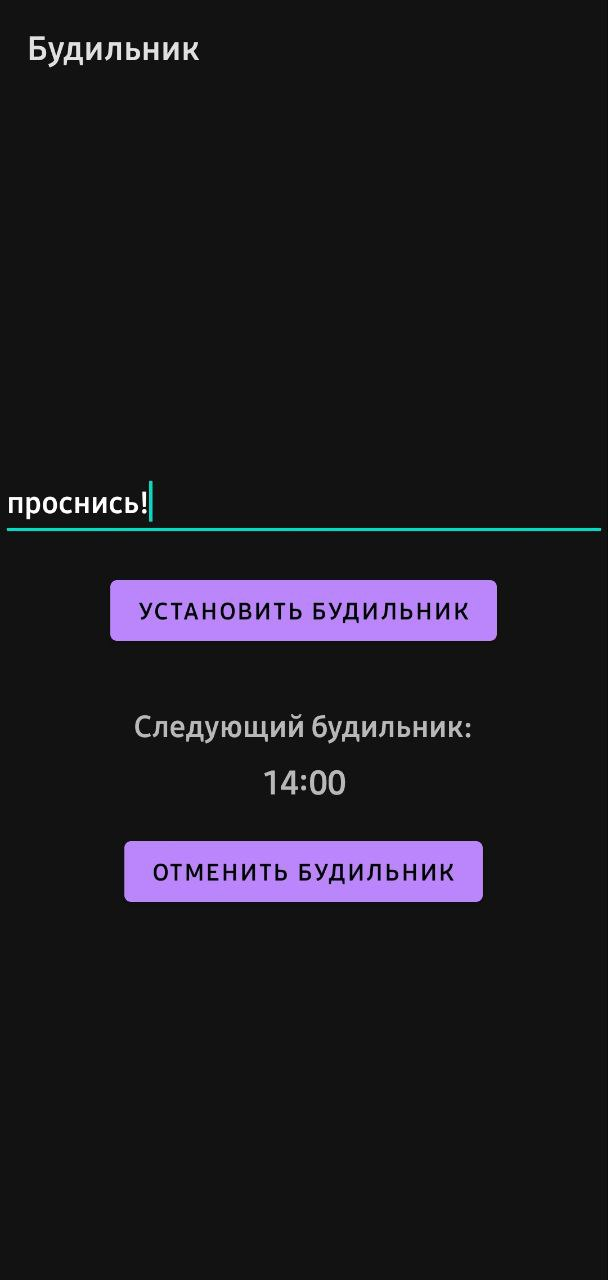 Будильник
проснись!
УСТАНОВИТЬ БУДИЛЬНИК
Следующий будильник:
14:00
ОТМЕНИТЬ БУДИЛЬНИК